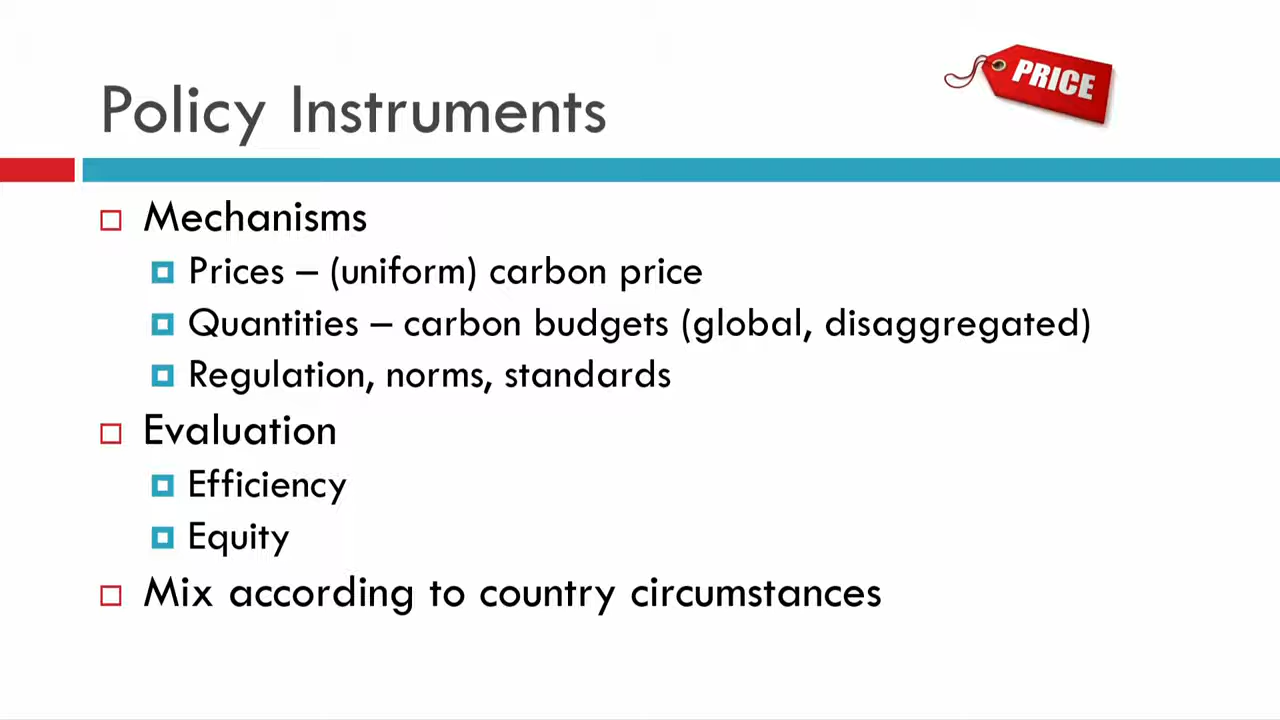 PRICE
Policy Instruments
Mechanisms
Prices – (uniform) carbon price
Quantities – carbon budgets (global, disaggregated)
Regulation, norms, standards
Evaluation
Efficiency
Equity
Mix according to country circumstances